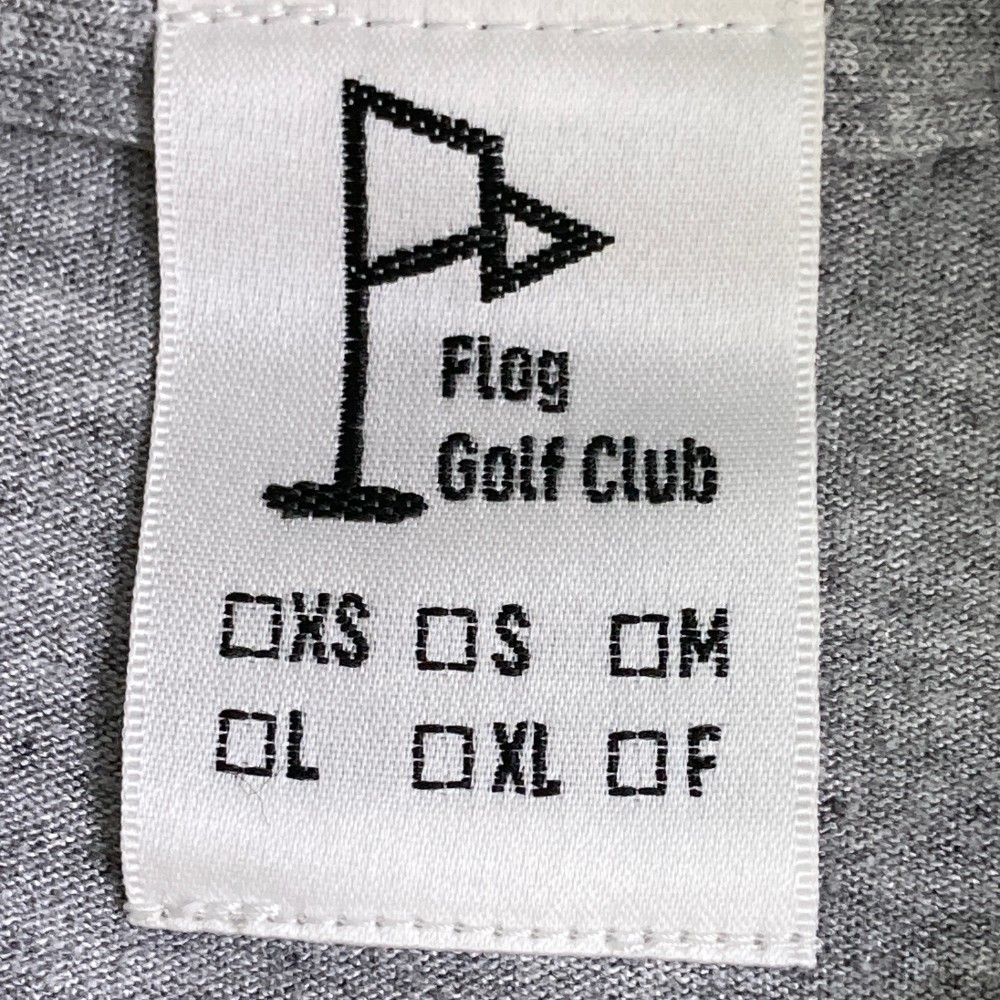 Flog
Golf Club
☐XS ☐S ☐M
☐L ☐XL ☐F